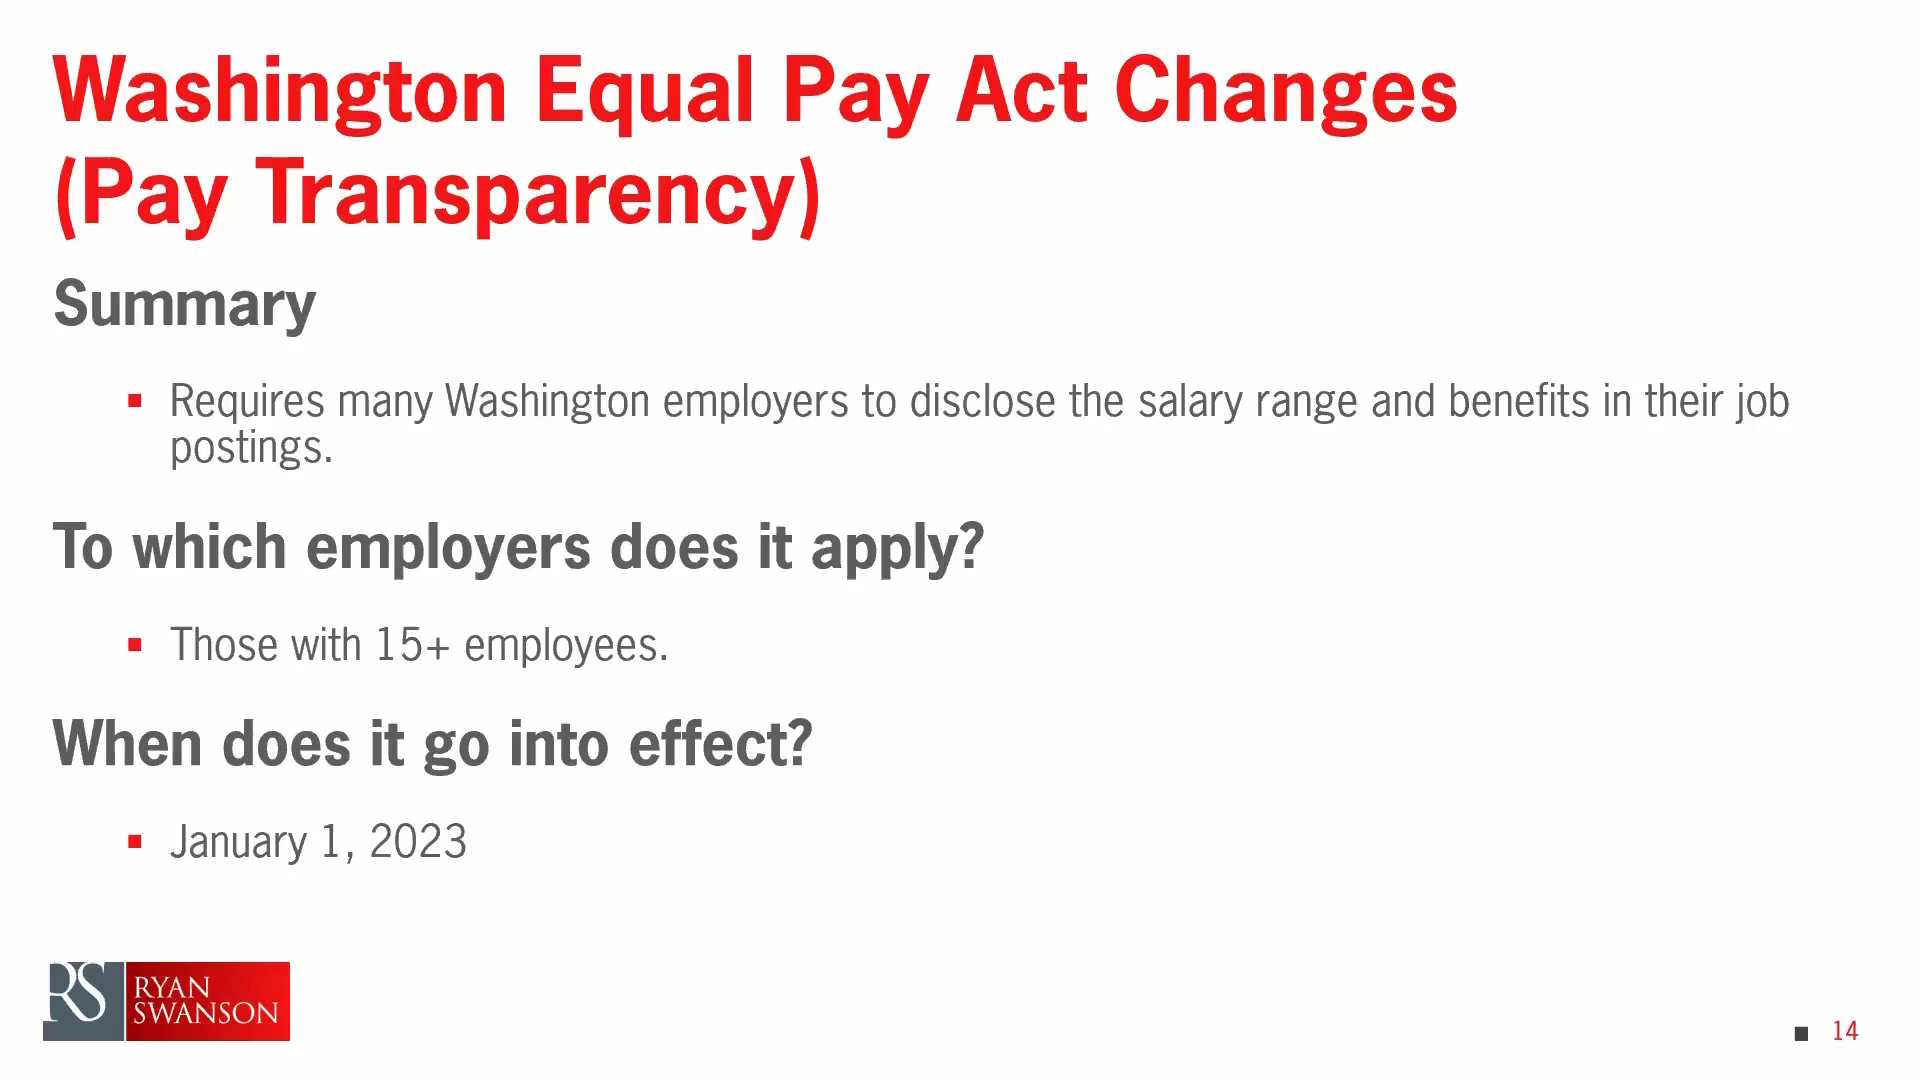 Washington Equal Pay Act Changes
(Pay Transparency)
Summary
▪ Requires many Washington employers to disclose the salary range and benefits in their job
postings.
To which employers does it apply?
▪ Those with 15+ employees.
When does it go into effect?
▪ January 1, 2023
RS RYAN
SWANSON
▪ 14